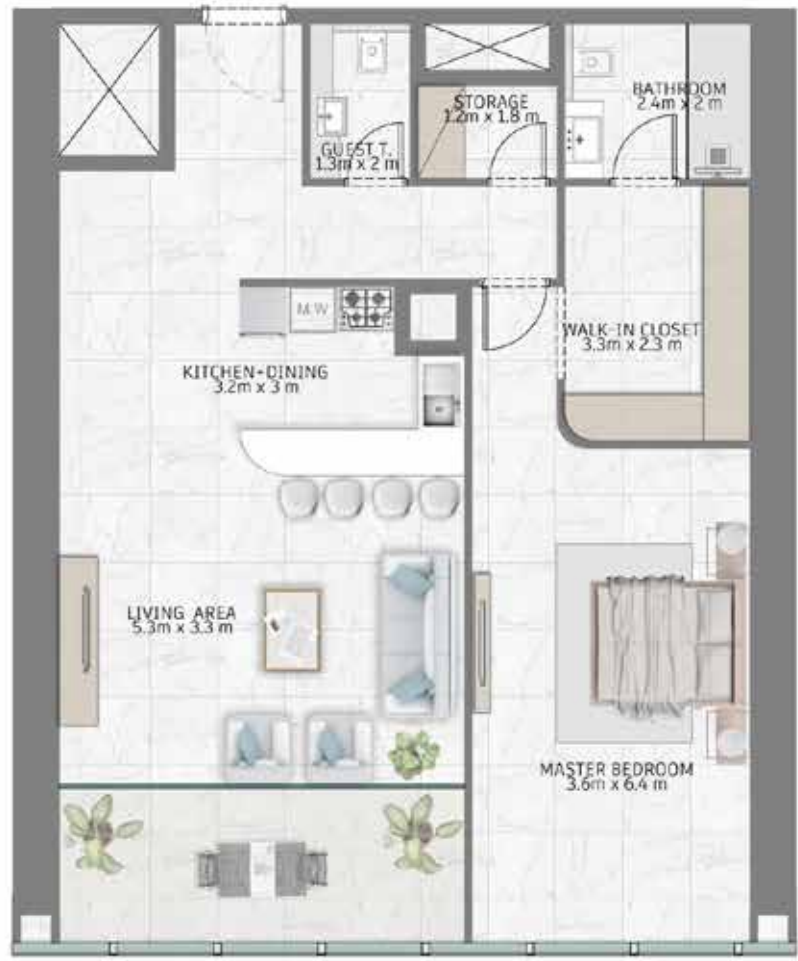 BATHROOM
2.4m x 2 m
STORAGE
1.2m x 1.8 m
GUEST T.
1.3m x 2 m
M.W
WALK-IN CLOSET
3.3m x 2.3 m
KITCHEN+DINING
3.2m x 3 m
LIVING AREA
5.3m x 3.3 m
MASTER BEDROOM
3.6m x 6.4 m